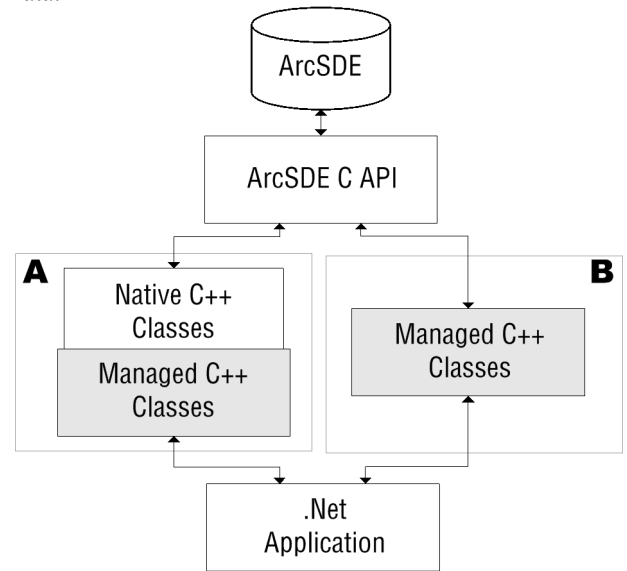 ArcSDE
ArcSDE C API
A
Native C++
Classes
Managed C++
Classes
B
Managed C++
Classes
.Net
Application